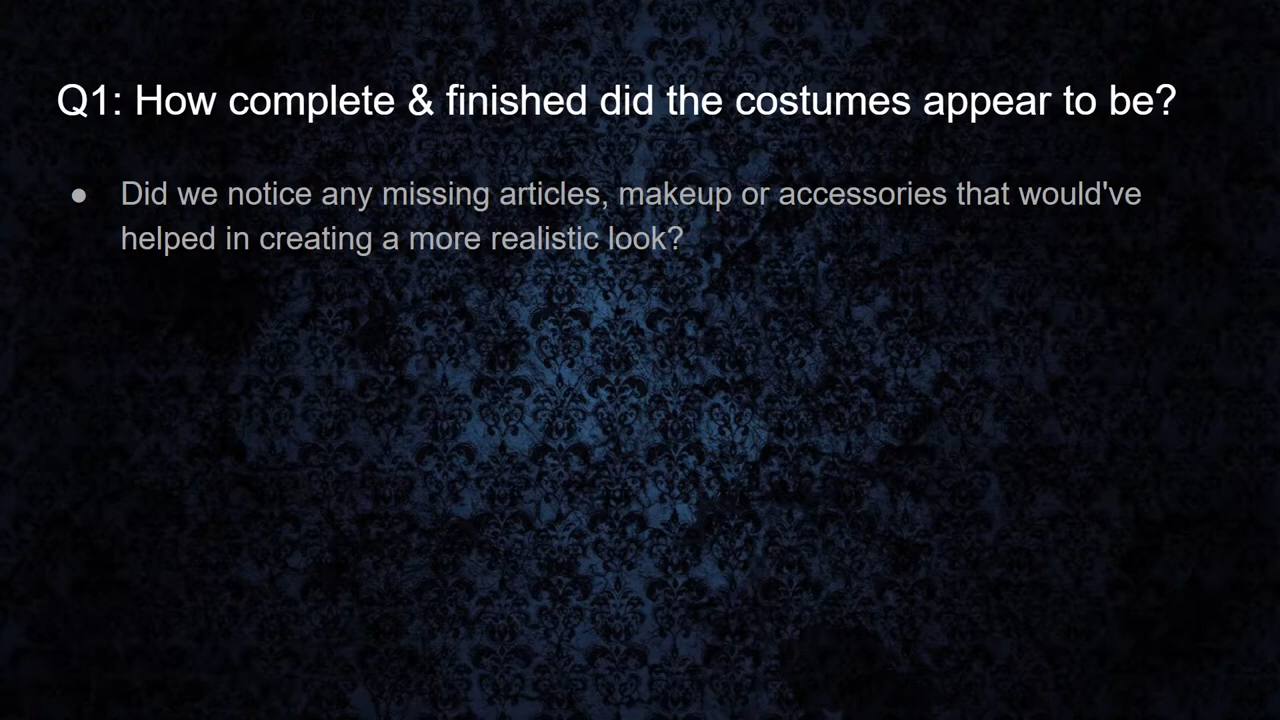 Q1: How complete & finished did the costumes appear to be?
● Did we notice any missing articles, makeup or accessories that would've
helped in creating a more realistic look?